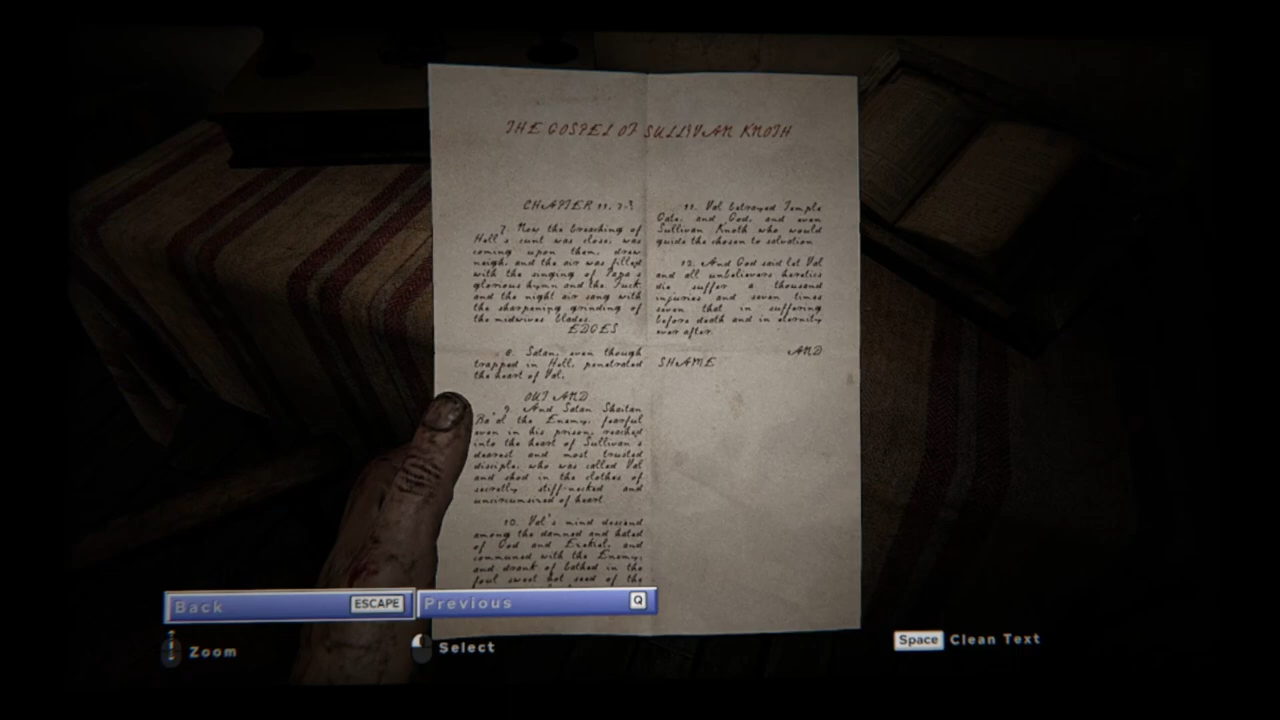 THE GOSPEL OF SULLIVAN KNOTH
CHAPTER 11.
7. Now the breaching of
Hell's cunt was close, was
coming upon them, drew
neigh, and the air was filled
with the singing of Papa's
glorious hymn and the Fuck.
and the night air sang with
the sharpening grinding of
the midwives blades.
EDGES
8. Satan, even though
trapped in Hell, penetrated
the heart of Val,
OUT AND
9. And Satan Shaitan
Ba'al the Enemy, fearful
even in his prison, reached
into the heart of Sullivan's
dearest and most trusted
disciple, who was called Val
and shod in the clothes of
secretly stiff-necked and
uncircumsized of heart
10. Val's mind descend
among the damned and hated
of God and Ezekiel, and
communed with the Enemy,
and drank of bathed in the
foul sweet hot seed of the
11. Val betrayed Temple
Gate, and God, and even
Sullivan Knoth who would
guide the chosen to salvation
12. And God said let Val
and all unbelievers heretics
die suffer a thousand
injuries and seven times
seven that in suffering
before death and in eternity
ever after.
AND
SHAME
Back ESCAPE
Previous Q
Zoom
Select
Space Clean Text